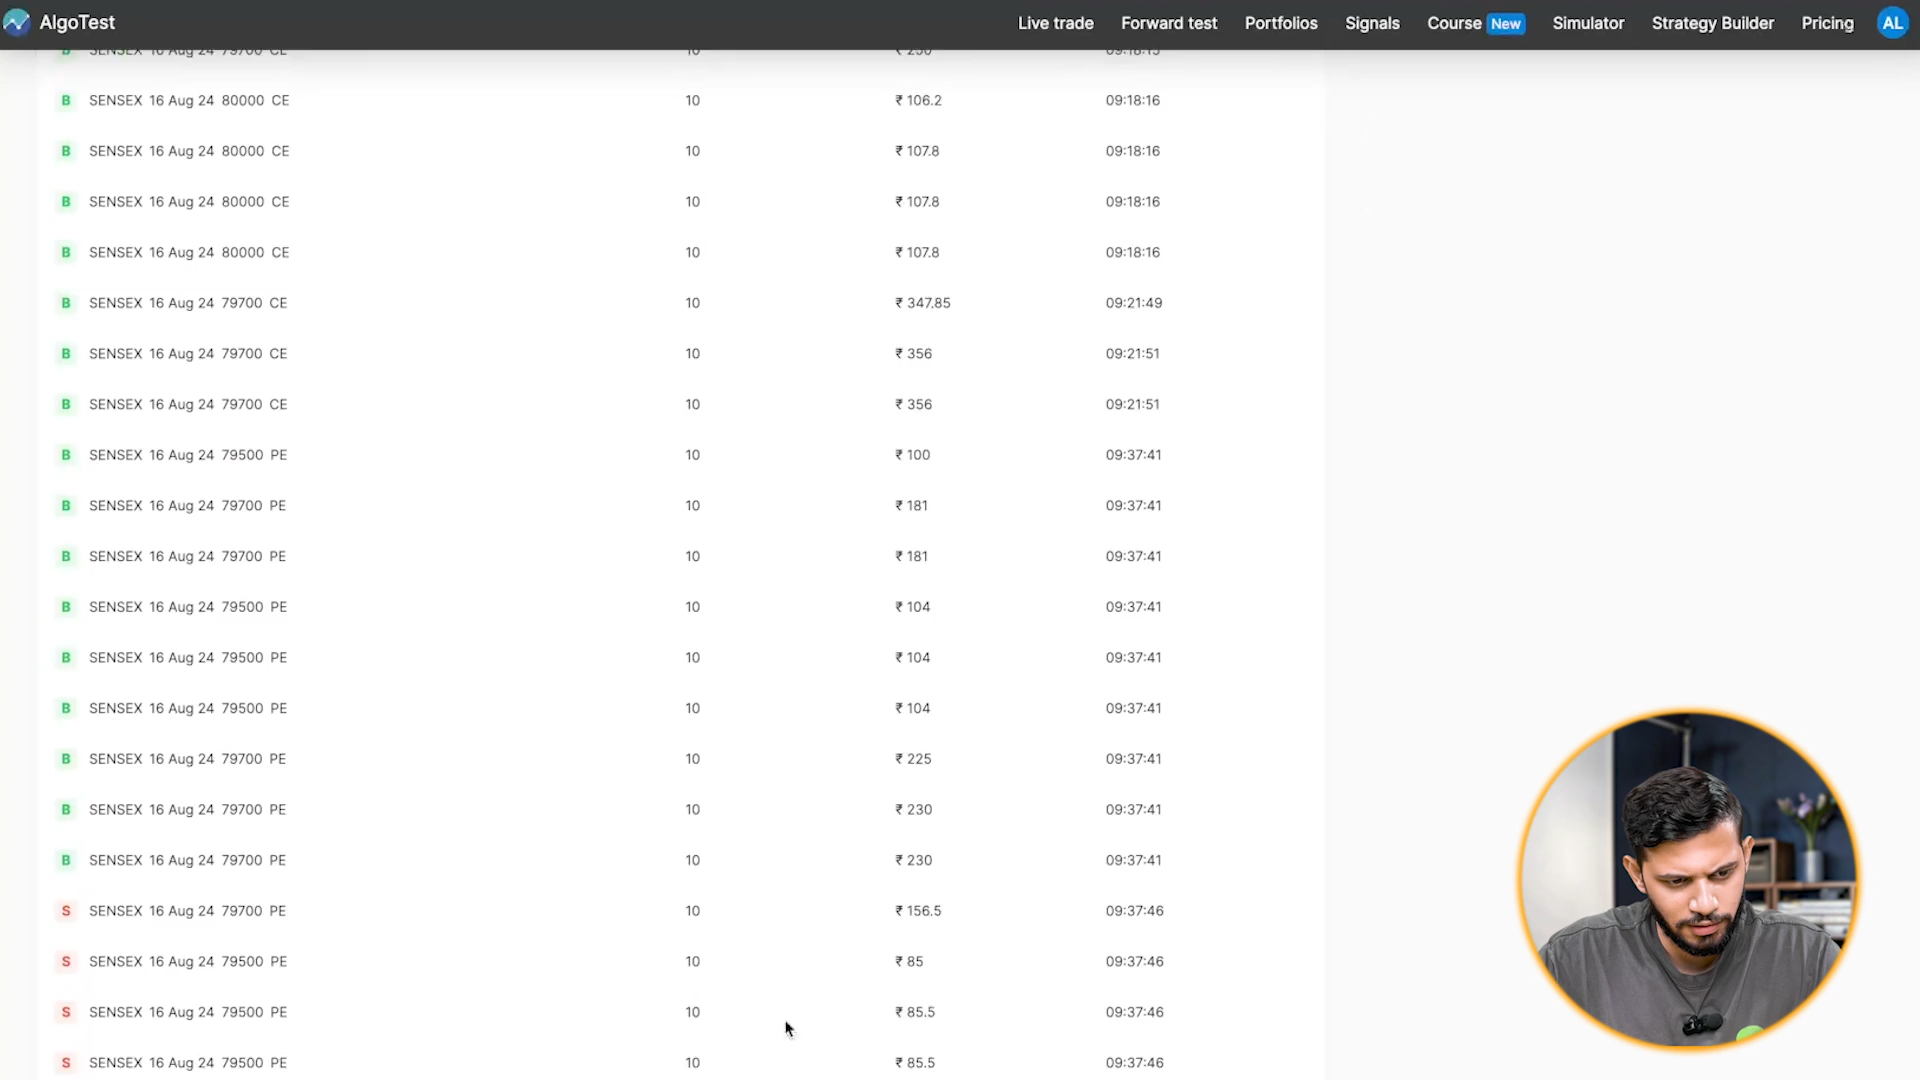 AlgoTest Live trade Forward test Portfolios Signals Course New Simulator Strategy Builder Pricing AL
B SENSEX 16 Aug 24 79700 CE 10 ₹ 250 09:18:15
B SENSEX 16 Aug 24 80000 CE 10 ₹ 106.2 09:18:16
B SENSEX 16 Aug 24 80000 CE 10 ₹ 107.8 09:18:16
B SENSEX 16 Aug 24 80000 CE 10 ₹ 107.8 09:18:16
B SENSEX 16 Aug 24 80000 CE 10 ₹ 107.8 09:18:16
B SENSEX 16 Aug 24 79700 CE 10 ₹ 347.85 09:21:49
B SENSEX 16 Aug 24 79700 CE 10 ₹ 356 09:21:51
B SENSEX 16 Aug 24 79700 CE 10 ₹ 356 09:21:51
B SENSEX 16 Aug 24 79500 PE 10 ₹ 100 09:37:41
B SENSEX 16 Aug 24 79700 PE 10 ₹ 181 09:37:41
B SENSEX 16 Aug 24 79700 PE 10 ₹ 181 09:37:41
B SENSEX 16 Aug 24 79500 PE 10 ₹ 104 09:37:41
B SENSEX 16 Aug 24 79500 PE 10 ₹ 104 09:37:41
B SENSEX 16 Aug 24 79500 PE 10 ₹ 104 09:37:41
B SENSEX 16 Aug 24 79700 PE 10 ₹ 225 09:37:41
B SENSEX 16 Aug 24 79700 PE 10 ₹ 230 09:37:41
B SENSEX 16 Aug 24 79700 PE 10 ₹ 230 09:37:41
S SENSEX 16 Aug 24 79700 PE 10 ₹ 156.5 09:37:46
S SENSEX 16 Aug 24 79500 PE 10 ₹ 85 09:37:46
S SENSEX 16 Aug 24 79500 PE 10 ₹ 85.5 09:37:46
S SENSEX 16 Aug 24 79500 PE 10 ₹ 85.5 09:37:46